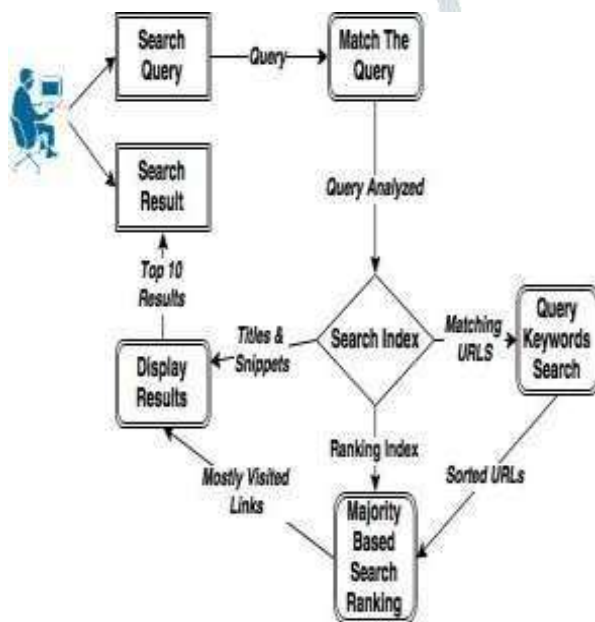 Search
Query
Query
Match The
Query
Search
Result
Query Analyzed
Top 10
Results
Titles &
Snippets
Search Index
Matching
URLS
Query
Keywords
Search
Display
Results
Ranking Index
Mostly Visited
Links
Sorted URLs
Majority
Based
Search
Ranking